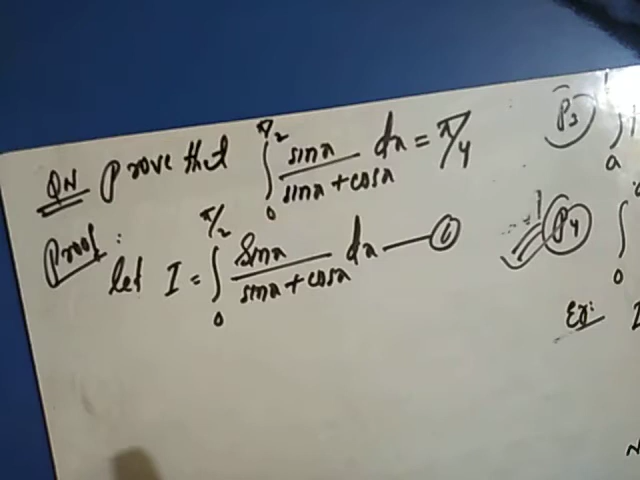 QN Prove that ∫₀^{π/2} sinx / (sinx + cosx) dx = π/4
Proof:
let I = ∫₀^{π/2} Sinx / (sinx + cosx) dx — ①
P3 ∫ a
P4 ∫ 0
Ex: I
N